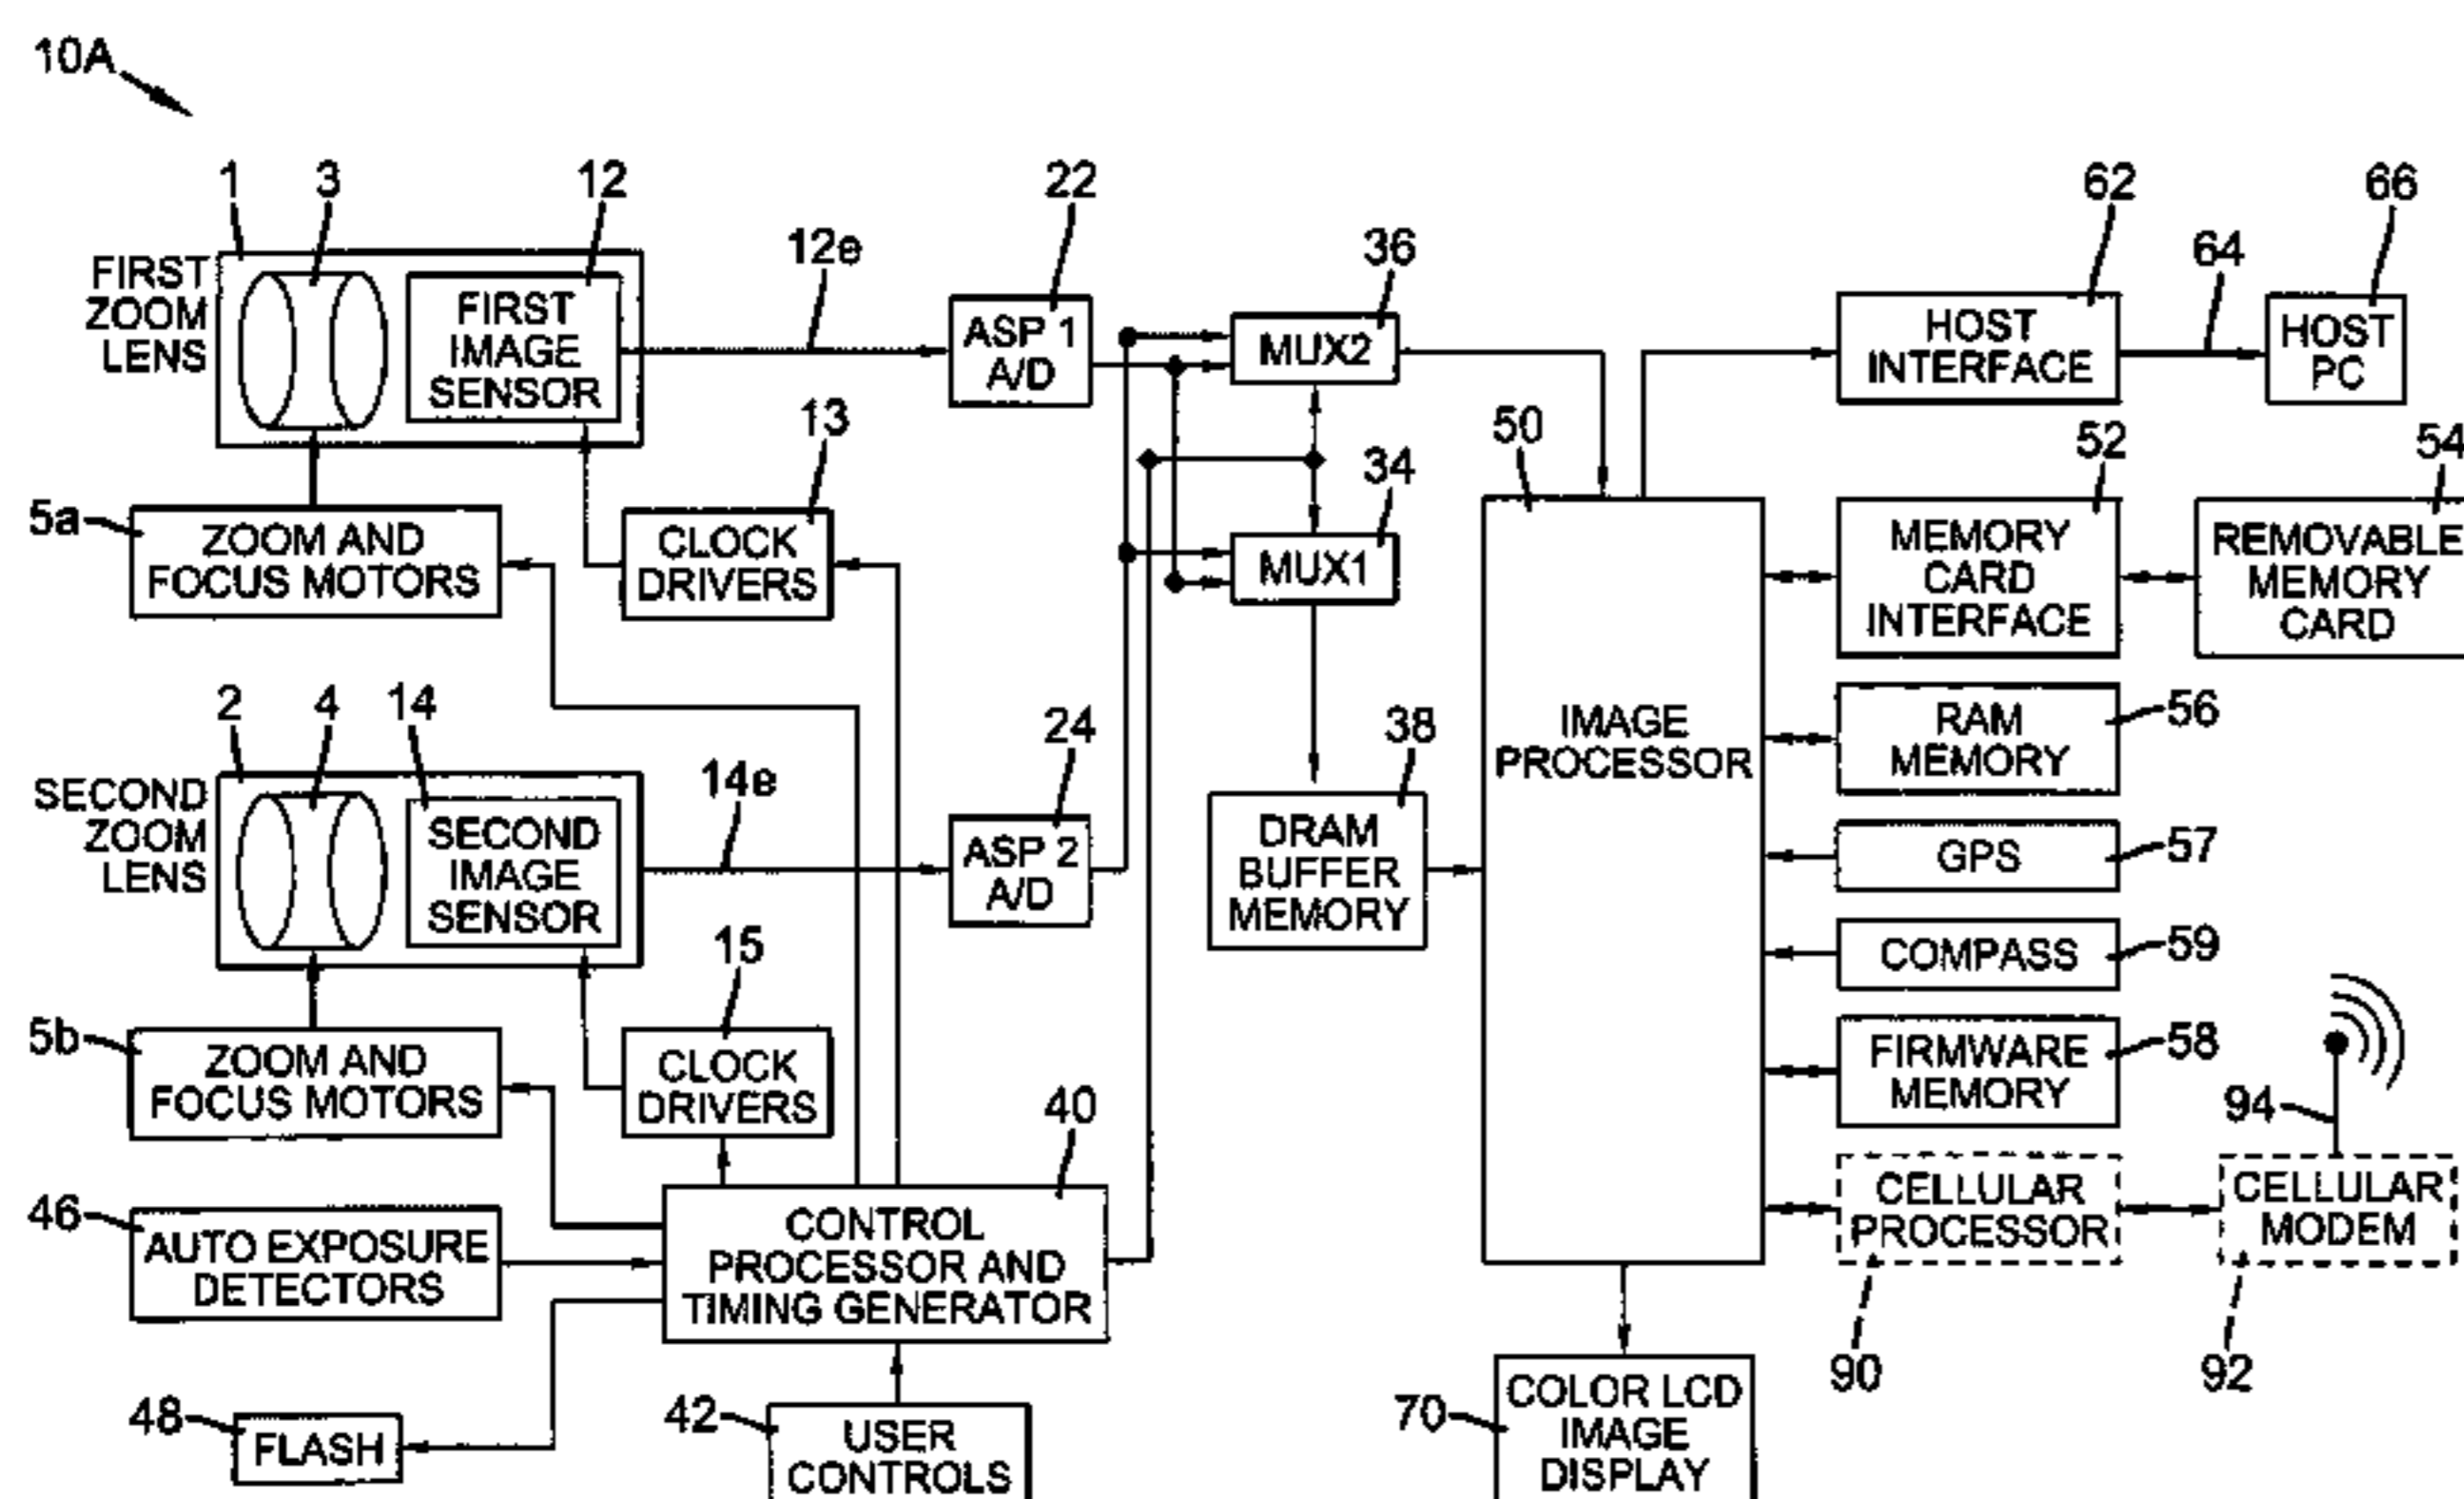 10A
1
3
12
12e
22
36
62
64
66
FIRST
ZOOM
LENS
FIRST
IMAGE
SENSOR
ASP 1
A/D
MUX2
HOST
INTERFACE
HOST
PC
5a
ZOOM AND
FOCUS MOTORS
13
CLOCK
DRIVERS
34
MUX1
50
52
MEMORY
CARD
INTERFACE
54
REMOVABLE
MEMORY
CARD
2
4
14
14e
24
38
SECOND
ZOOM
LENS
SECOND
IMAGE
SENSOR
ASP 2
A/D
DRAM
BUFFER
MEMORY
IMAGE
PROCESSOR
RAM
MEMORY
56
GPS
57
COMPASS
59
5b
ZOOM AND
FOCUS MOTORS
15
CLOCK
DRIVERS
40
FIRMWARE
MEMORY
58
94
46
AUTO EXPOSURE
DETECTORS
CONTROL
PROCESSOR AND
TIMING GENERATOR
CELLULAR
PROCESSOR
CELLULAR
MODEM
90
92
48
FLASH
42
USER
CONTROLS
70
COLOR LCD
IMAGE
DISPLAY